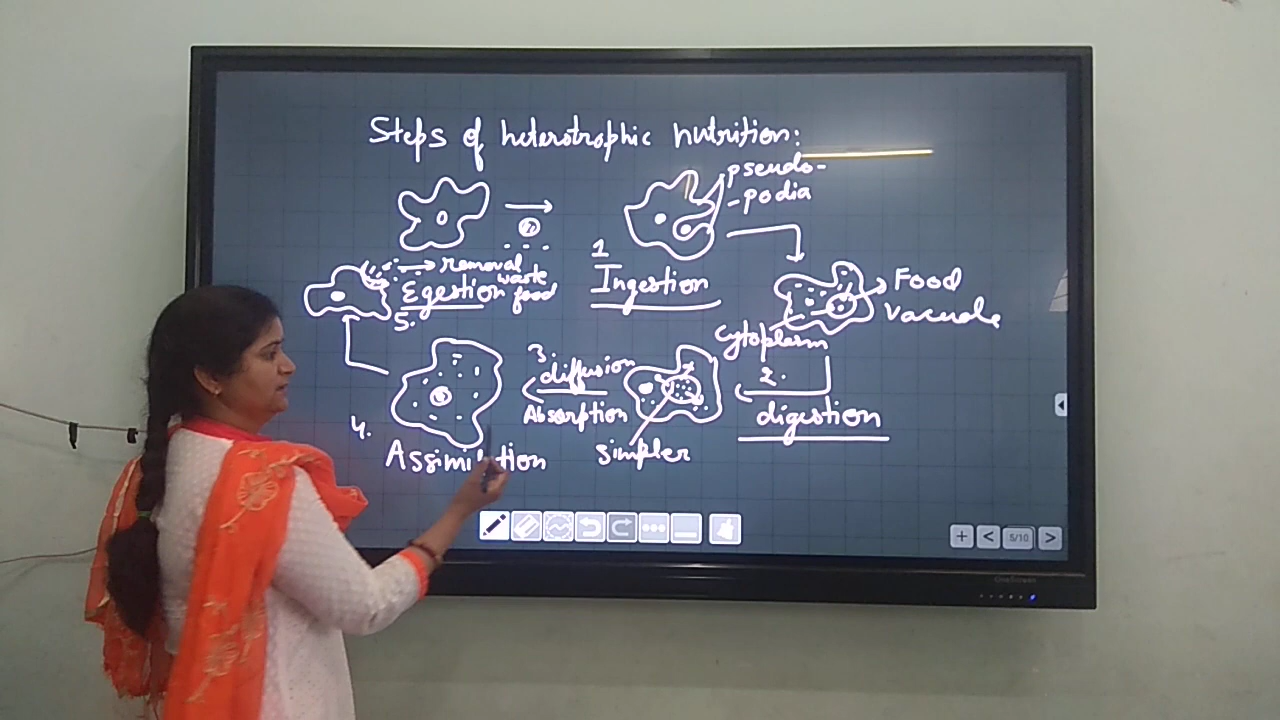 Steps of heterotrophic nutrition:
pseudo-
-podia
1
Ingestion
Food
Vacuole
Cytoplasm
2.
digestion
simpler
3.
diffusion
Absorption
4.
Assimilation
removal
waste
food
Egestion
5.
5/10
OneScreen